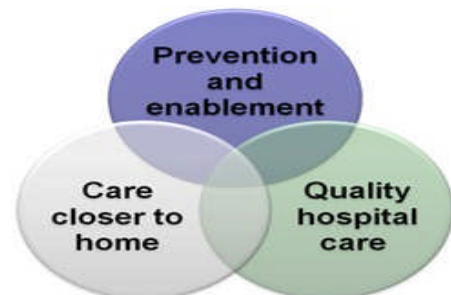 Prevention
and
enablement
Care
closer to
home
Quality
hospital
care